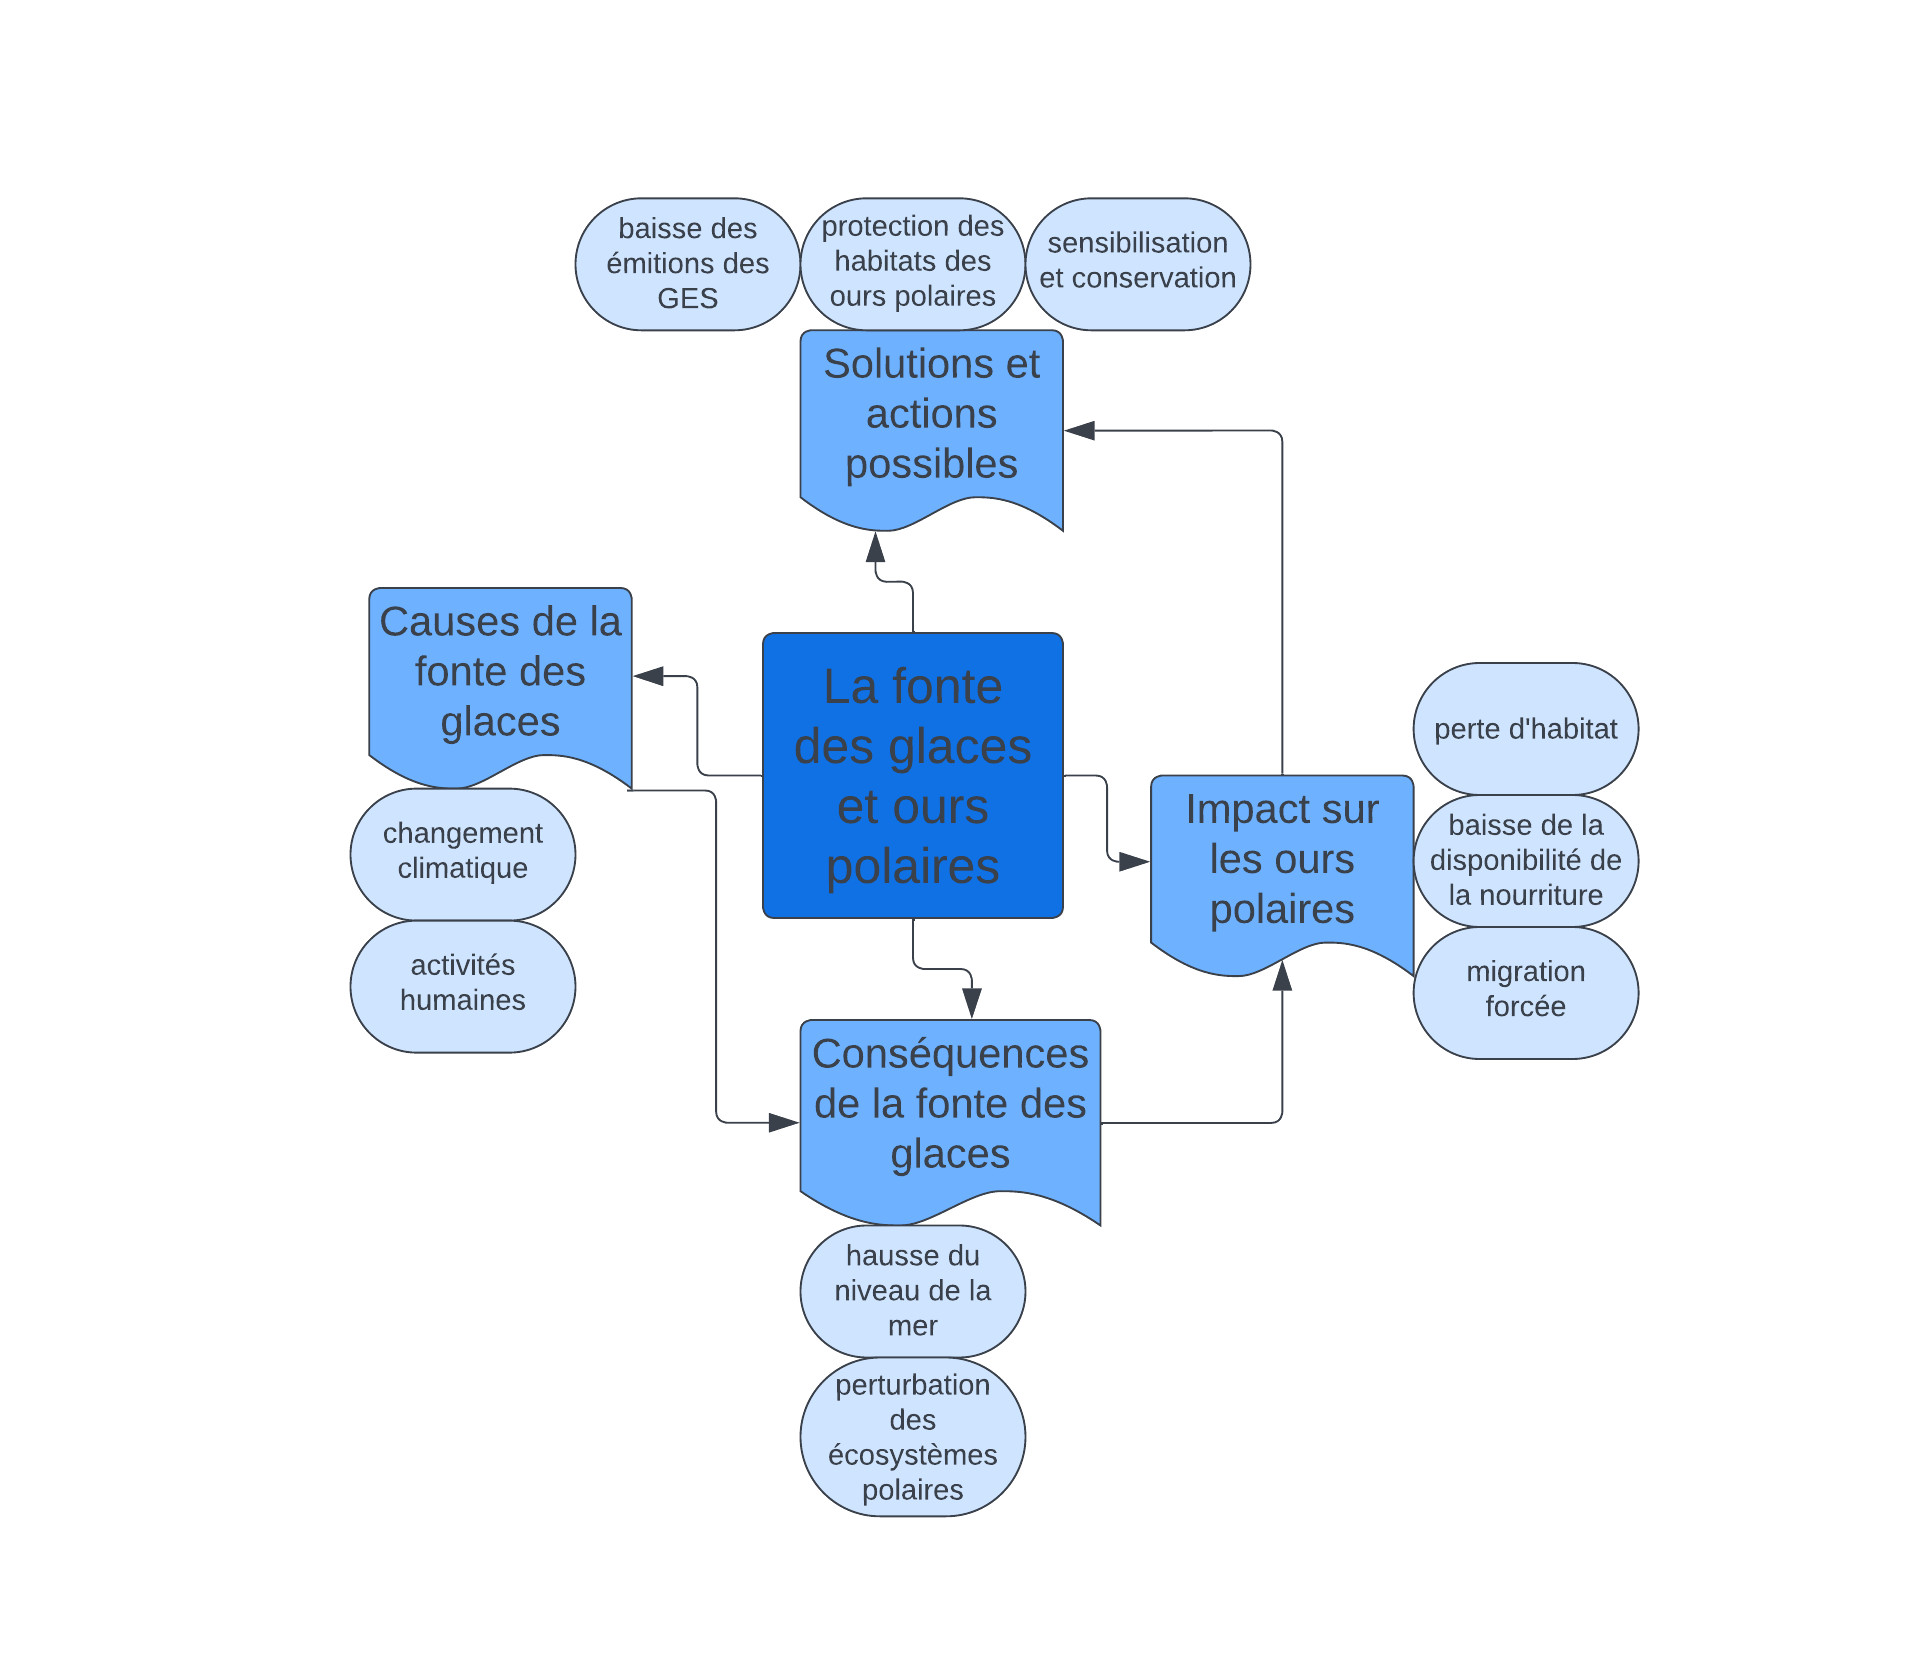 baisse des
émitions des
GES
protection des
habitats des
ours polaires
sensibilisation
et conservation
Solutions et
actions
possibles
Causes de la
fonte des
glaces
changement
climatique
activités
humaines
La fonte
des glaces
et ours
polaires
Impact sur
les ours
polaires
perte d'habitat
baisse de la
disponibilité de
la nourriture
migration
forcée
Conséquences
de la fonte des
glaces
hausse du
niveau de la
mer
perturbation
des
écosystèmes
polaires